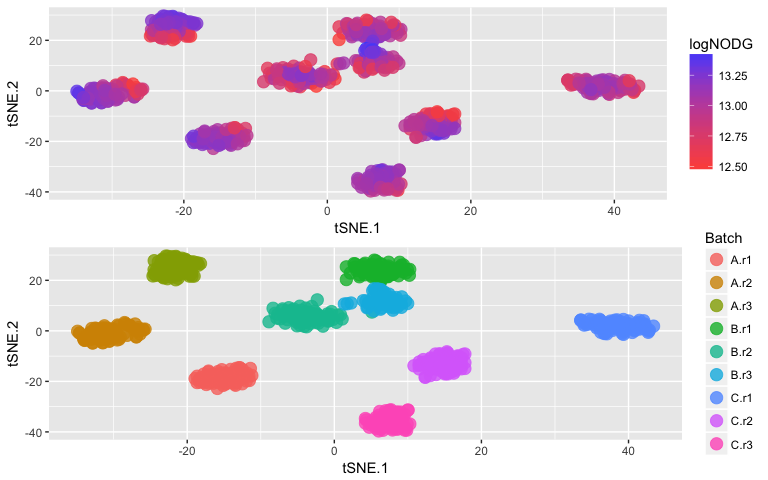 20
0
-20
-40
tSNE.2
-20
0
20
40
tSNE.1
logNODG
13.25
13.00
12.75
12.50
20
0
-20
-40
tSNE.2
-20
0
20
40
tSNE.1
Batch
A.r1
A.r2
A.r3
B.r1
B.r2
B.r3
C.r1
C.r2
C.r3